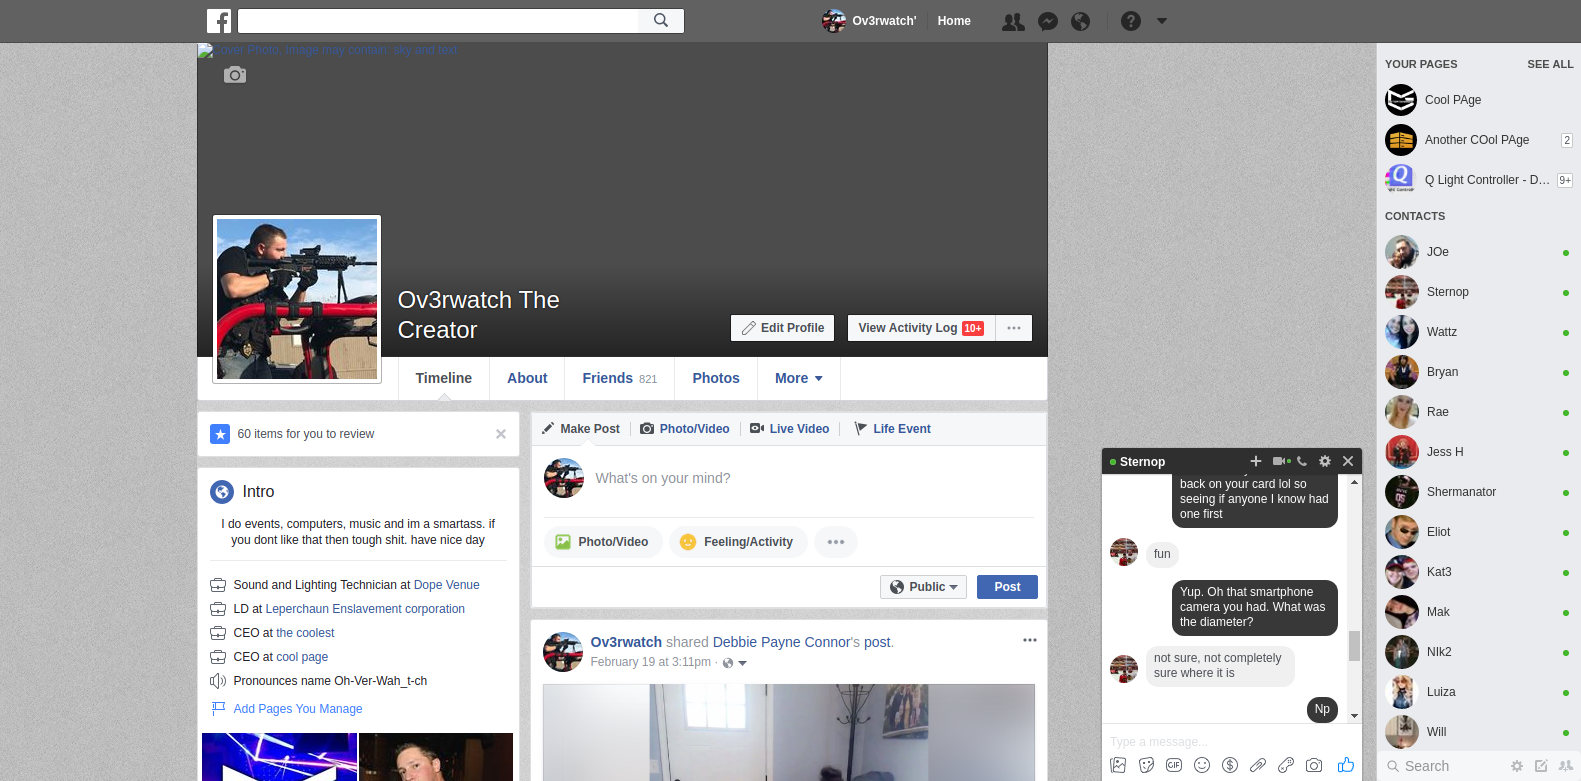 Ov3rwatch'
Home
Cover Photo, Image may contain: sky and text
Ov3rwatch The
Creator
Edit Profile
View Activity Log 10+
Timeline
About
Friends 821
Photos
More
60 items for you to review
Intro
I do events, computers, music and im a smartass. if
you dont like that then tough shit. have nice day
Sound and Lighting Technician at Dope Venue
LD at Leperchaun Enslavement corporation
CEO at the coolest
CEO at cool page
Pronounces name Oh-Ver-Wah_t-ch
Add Pages You Manage
Make Post
Photo/Video
Live Video
Life Event
What's on your mind?
Photo/Video
Feeling/Activity
Public
Post
Ov3rwatch shared Debbie Payne Connor's post.
February 19 at 3:11pm ·
Sternop
back on your card lol so
seeing if anyone I know had
one first
fun
Yup. Oh that smartphone
camera you had. What was
the diameter?
not sure, not completely
sure where it is
Np
Type a message...
GIF
YOUR PAGES SEE ALL
Cool PAge
Another COol PAge 2
Q Light Controller - D... 9+
CONTACTS
JOe
Sternop
Wattz
Bryan
Rae
Jess H
Shermanator
Eliot
Kat3
Mak
NIk2
Luiza
Will
Search